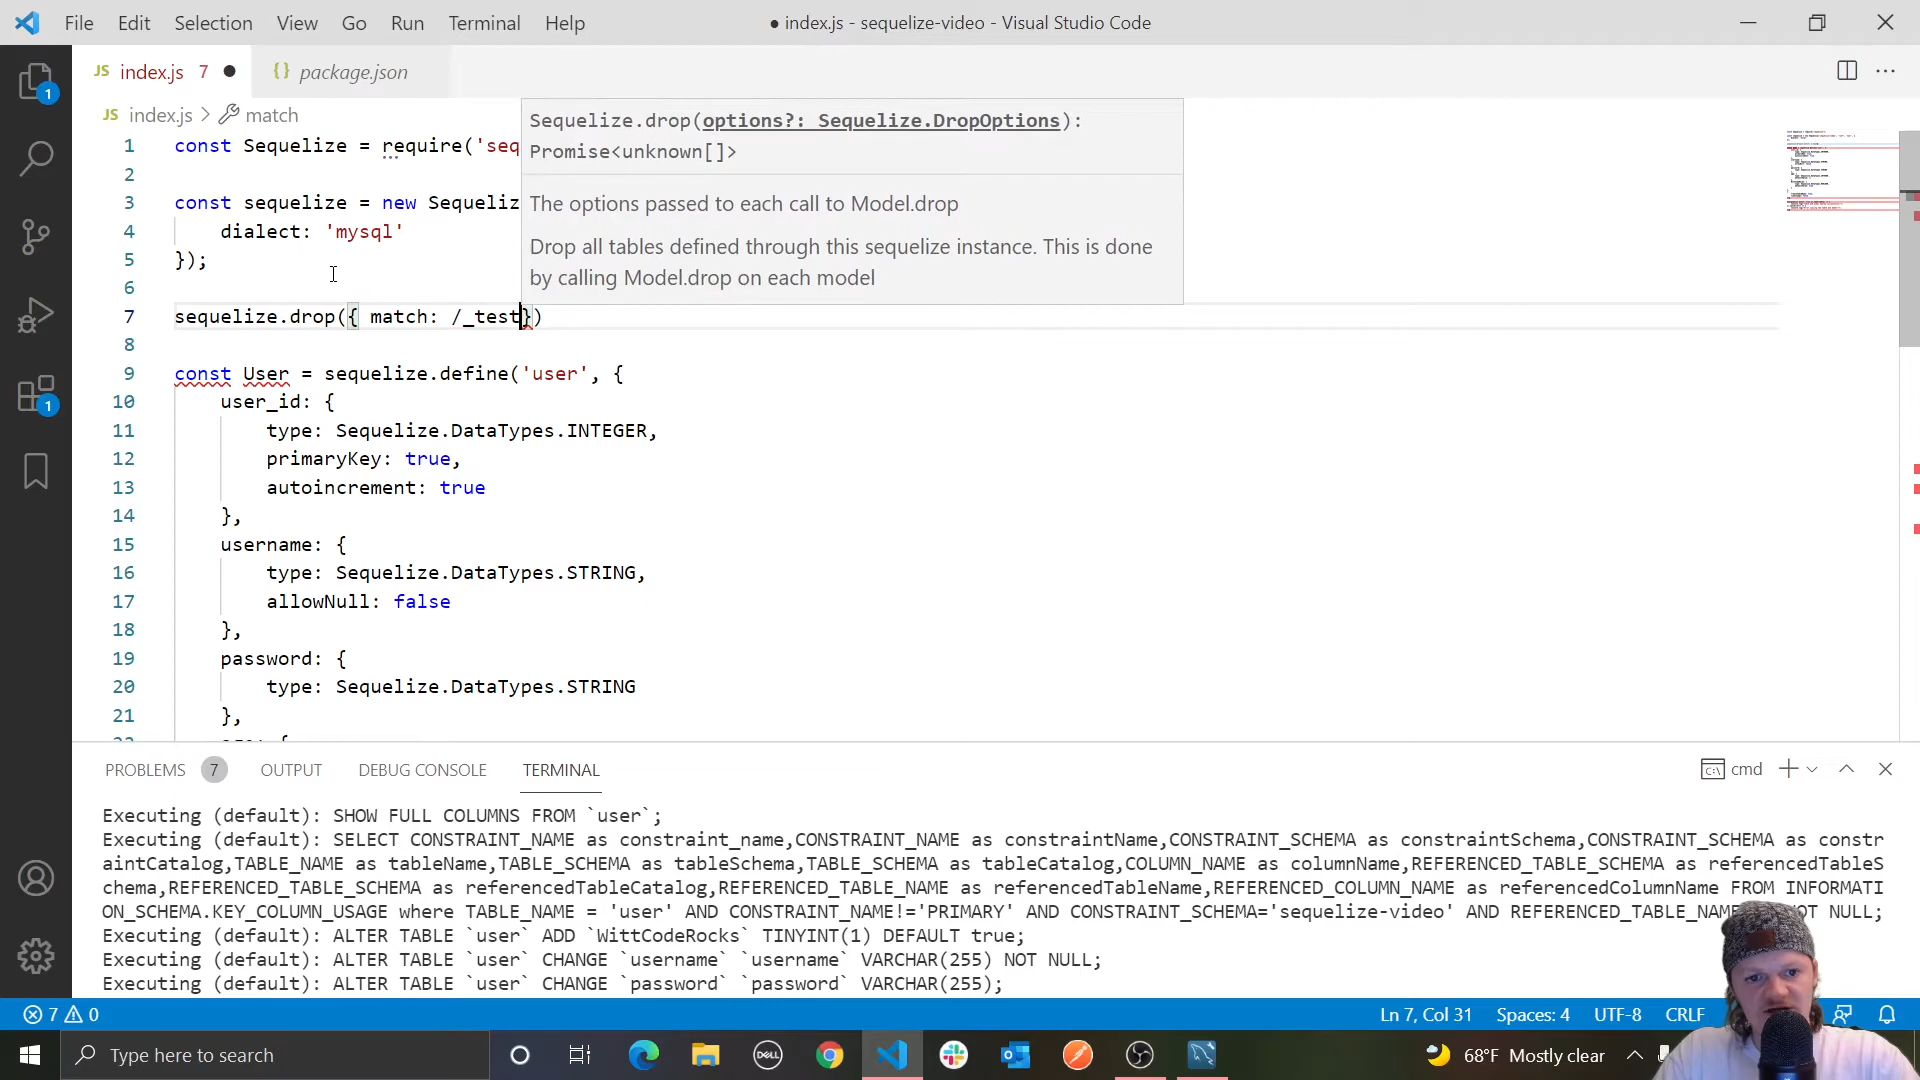 File Edit Selection View Go Run Terminal Help
● index.js - sequelize-video - Visual Studio Code
JS index.js 7 ●
{} package.json
JS index.js > match
Sequelize.drop(options?: Sequelize.DropOptions):
Promise<unknown[]>
The options passed to each call to Model.drop
Drop all tables defined through this sequelize instance. This is done
by calling Model.drop on each model
1 const Sequelize = require('seq
2
3 const sequelize = new Sequeliz
4 dialect: 'mysql'
5 });
6
7 sequelize.drop({ match: /_test})
8
9 const User = sequelize.define('user', {
10 user_id: {
11 type: Sequelize.DataTypes.INTEGER,
12 primaryKey: true,
13 autoincrement: true
14 },
15 username: {
16 type: Sequelize.DataTypes.STRING,
17 allowNull: false
18 },
19 password: {
20 type: Sequelize.DataTypes.STRING
21 },
1
1
PROBLEMS 7 OUTPUT DEBUG CONSOLE TERMINAL
cmd
Executing (default): SHOW FULL COLUMNS FROM `user`;
Executing (default): SELECT CONSTRAINT_NAME as constraint_name,CONSTRAINT_NAME as constraintName,CONSTRAINT_SCHEMA as constraintSchema,CONSTRAINT_SCHEMA as constr
aintCatalog,TABLE_NAME as tableName,TABLE_SCHEMA as tableSchema,TABLE_SCHEMA as tableCatalog,COLUMN_NAME as columnName,REFERENCED_TABLE_SCHEMA as referencedTableS
chema,REFERENCED_TABLE_SCHEMA as referencedTableCatalog,REFERENCED_TABLE_NAME as referencedTableName,REFERENCED_COLUMN_NAME as referencedColumnName FROM INFORMATI
ON_SCHEMA.KEY_COLUMN_USAGE where TABLE_NAME = 'user' AND CONSTRAINT_NAME!='PRIMARY' AND CONSTRAINT_SCHEMA='sequelize-video' AND REFERENCED_TABLE_NAME NOT NULL;
Executing (default): ALTER TABLE `user` ADD `WittCodeRocks` TINYINT(1) DEFAULT true;
Executing (default): ALTER TABLE `user` CHANGE `username` `username` VARCHAR(255) NOT NULL;
Executing (default): ALTER TABLE `user` CHANGE `password` `password` VARCHAR(255);
7 0
Ln 7, Col 31 Spaces: 4 UTF-8 CRLF
Type here to search
DELL
68°F Mostly clear